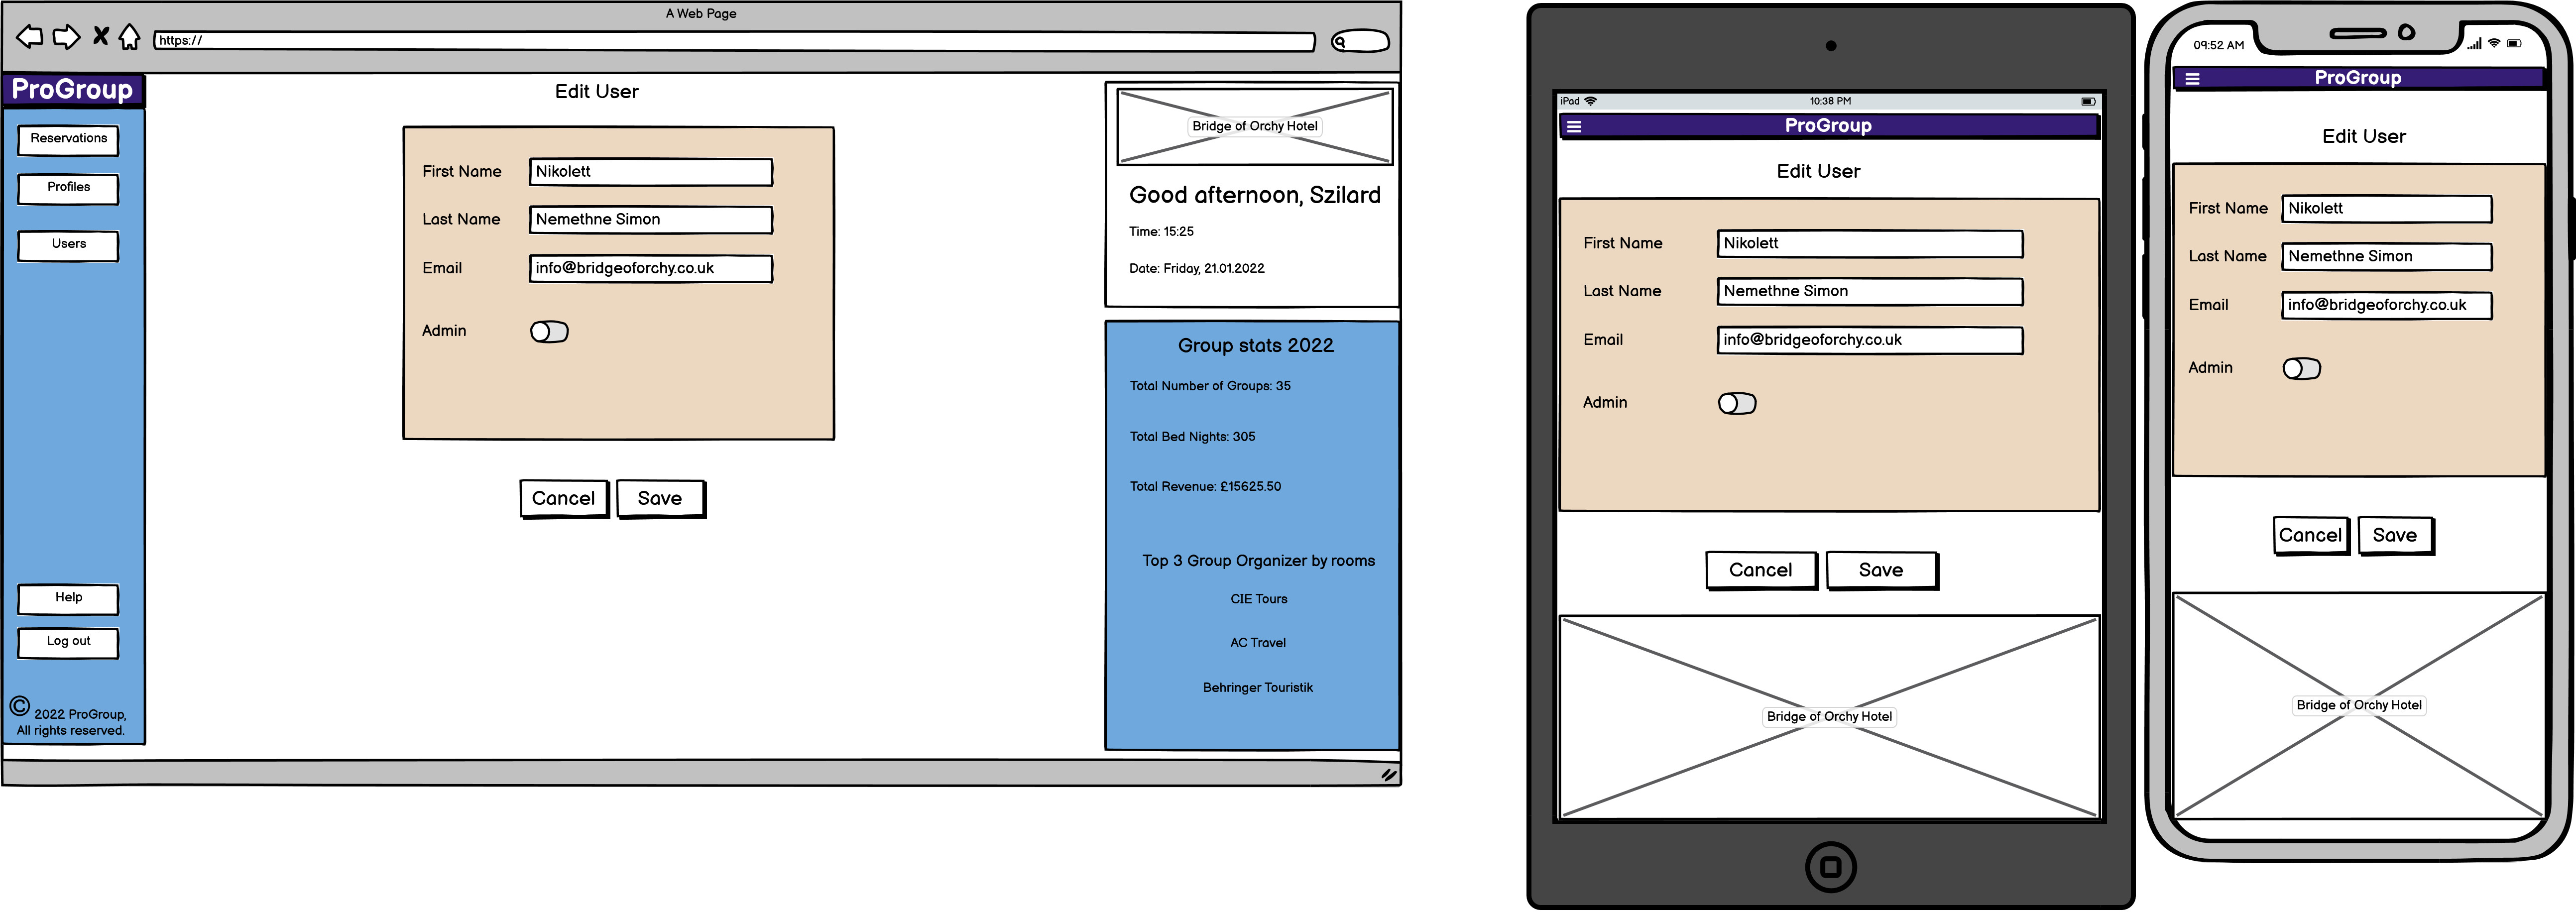 A Web Page
https://
ProGroup
Reservations
Profiles
Users
Help
Log out
© 2022 ProGroup,
All rights reserved.
Edit User
First Name Nikolett
Last Name Nemethne Simon
Email info@bridgeoforchy.co.uk
Admin
Cancel Save
Bridge of Orchy Hotel
Good afternoon, Szilard
Time: 15:25
Date: Friday, 21.01.2022
Group stats 2022
Total Number of Groups: 35
Total Bed Nights: 305
Total Revenue: £15625.50
Top 3 Group Organizer by rooms
CIE Tours
AC Travel
Behringer Touristik
iPad 10:38 PM
ProGroup
Edit User
First Name Nikolett
Last Name Nemethne Simon
Email info@bridgeoforchy.co.uk
Admin
Cancel Save
Bridge of Orchy Hotel
09:52 AM
ProGroup
Edit User
First Name Nikolett
Last Name Nemethne Simon
Email info@bridgeoforchy.co.uk
Admin
Cancel Save
Bridge of Orchy Hotel